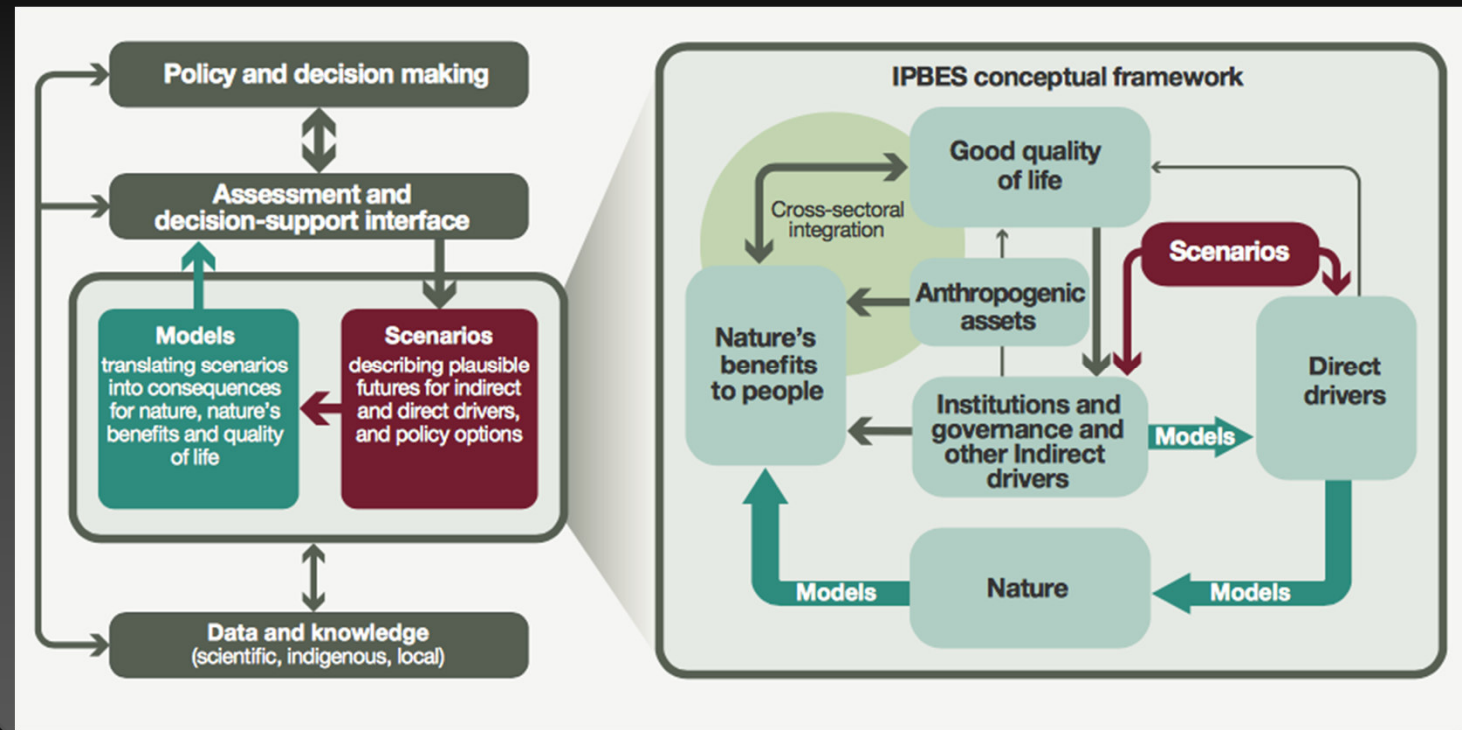 Policy and decision making
Assessment and
decision-support interface
Models
translating scenarios
into consequences
for nature, nature's
benefits and quality
of life
Scenarios
describing plausible
futures for indirect
and direct drivers,
and policy options
Data and knowledge
(scientific, indigenous, local)
IPBES conceptual framework
Good quality
of life
Cross-sectoral
integration
Scenarios
Anthropogenic
assets
Nature's
benefits
to people
Direct
drivers
Institutions and
governance and
other Indirect
drivers
Models
Nature
Models
Models